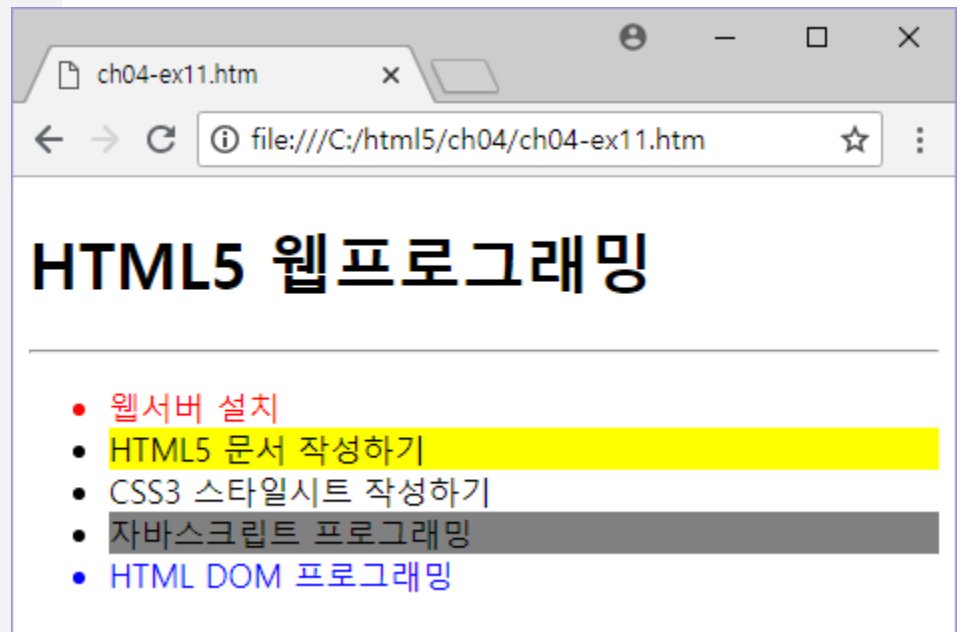 ch04-ex11.htm
file:///C:/html5/ch04/ch04-ex11.htm
HTML5 웹프로그래밍
웹서버 설치
HTML5 문서 작성하기
CSS3 스타일시트 작성하기
자바스크립트 프로그래밍
HTML DOM 프로그래밍